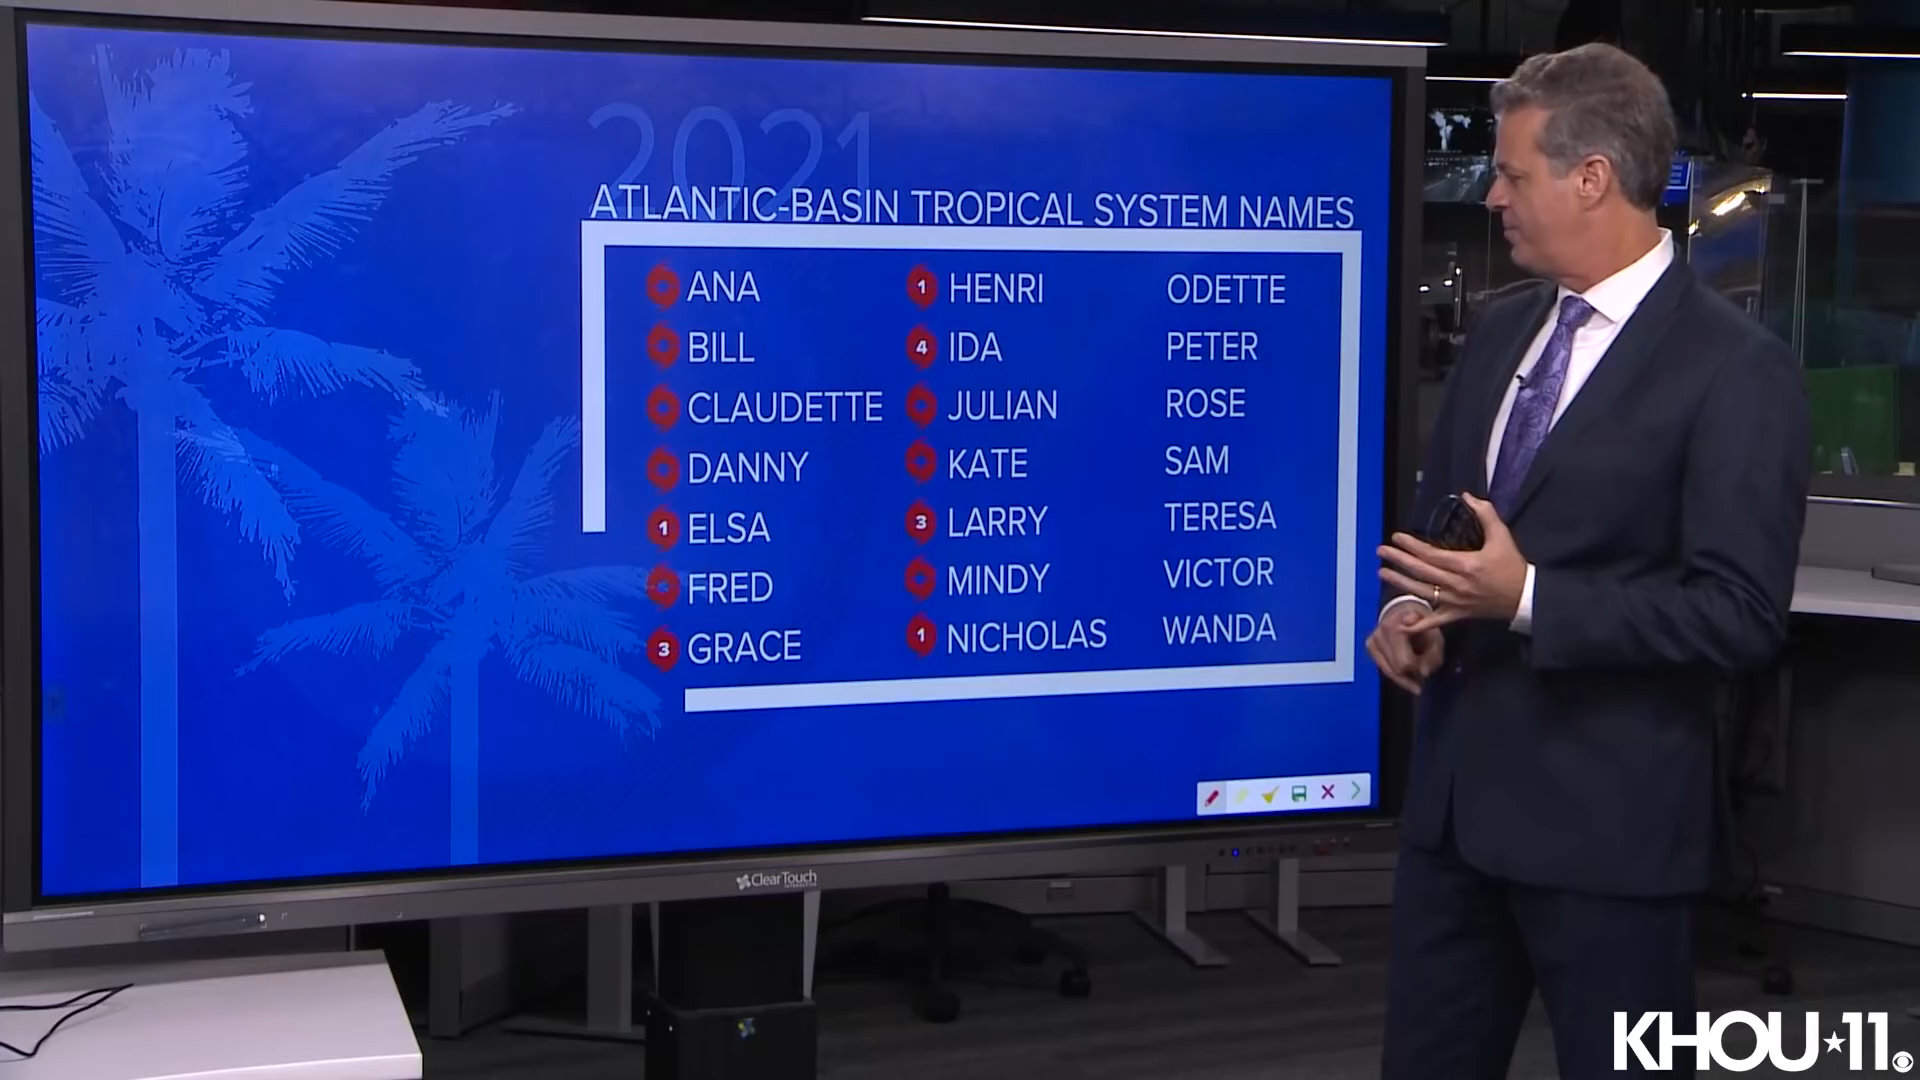 2021
ATLANTIC-BASIN TROPICAL SYSTEM NAMES
ANA
BILL
CLAUDETTE
DANNY
1 ELSA
FRED
3 GRACE
1 HENRI
4 IDA
JULIAN
KATE
3 LARRY
MINDY
1 NICHOLAS
ODETTE
PETER
ROSE
SAM
TERESA
VICTOR
WANDA
ClearTouch
KHOU★11